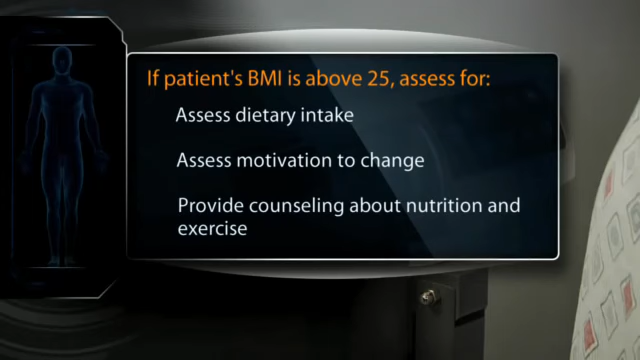 If patient's BMI is above 25, assess for:
Assess dietary intake
Assess motivation to change
Provide counseling about nutrition and
exercise